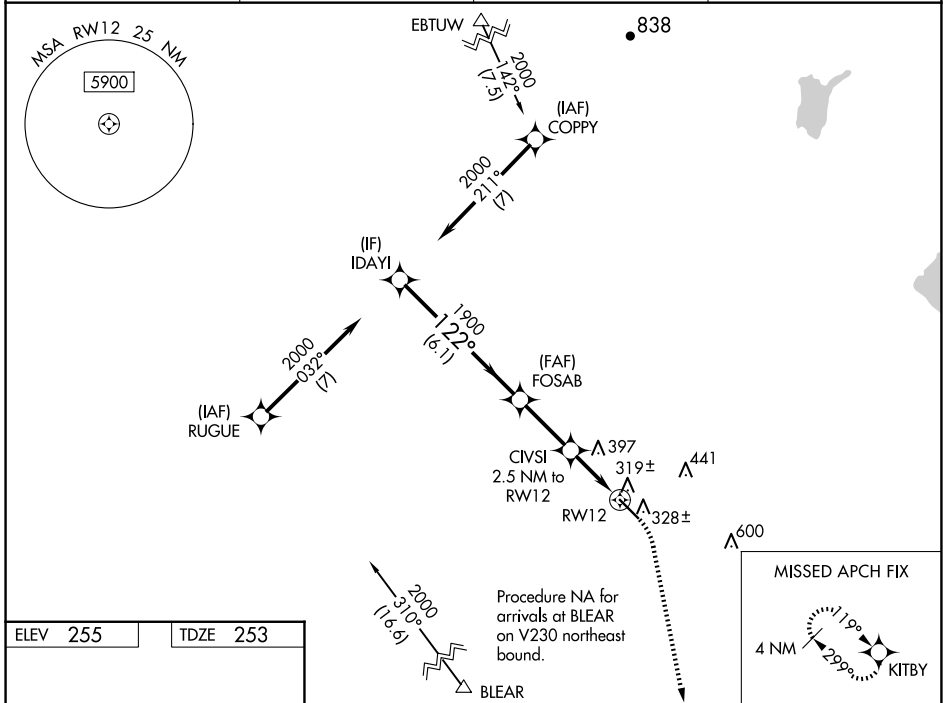 MSA RW12 25 NM
5900
EBTUW
2000
142°
(7.5)
838
(IAF)
COPPY
2000
211°
(7)
(IF)
IDAYI
1900
122°
(6.1)
2000
032°
(7)
(IAF)
RUGUE
(FAF)
FOSAB
CIVSI
2.5 NM to
RW12
397
319±
441
RW12
328±
600
2000
310°
(16.6)
BLEAR
Procedure NA for
arrivals at BLEAR
on V230 northeast
bound.
MISSED APCH FIX
4 NM
119°
299°
KITBY
ELEV 255
TDZE 253